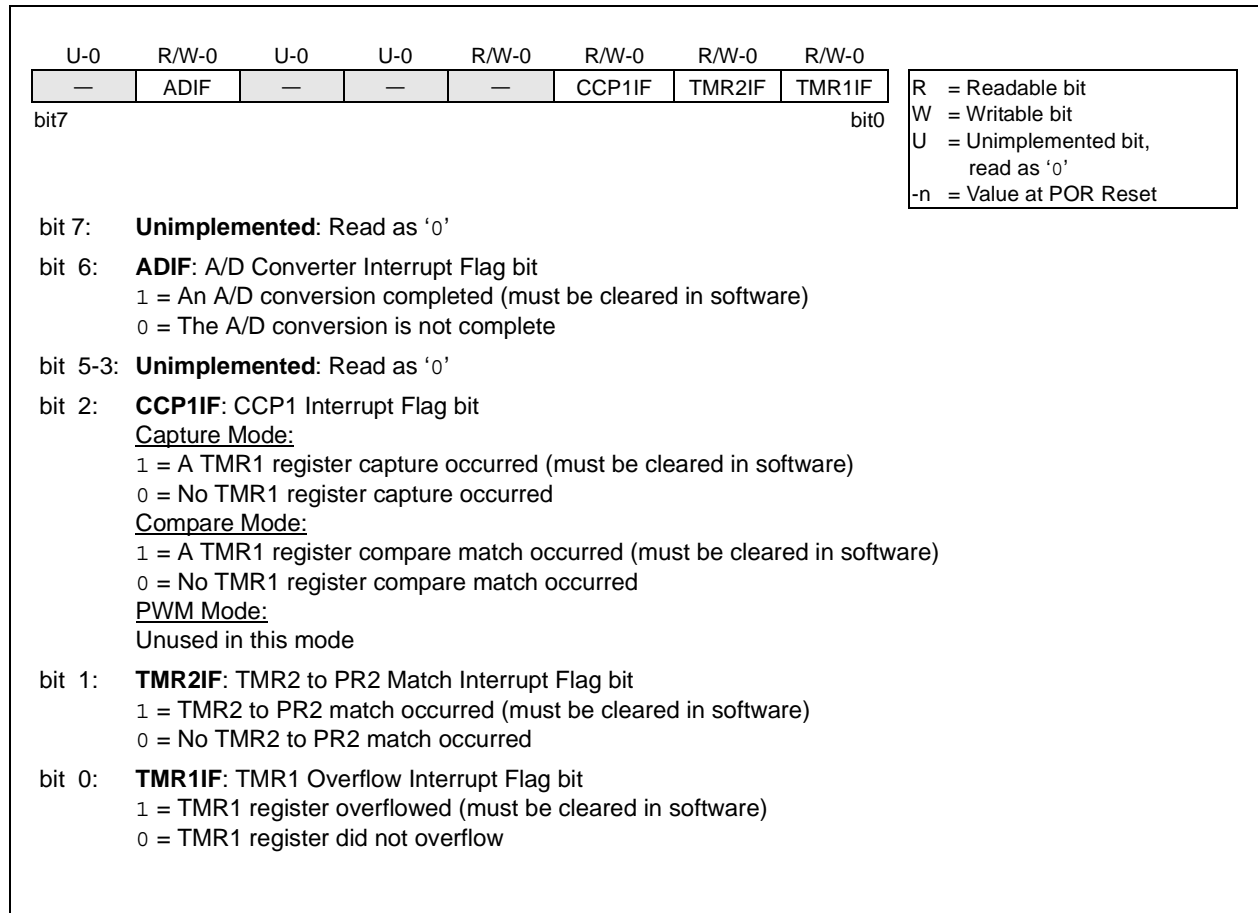 U-0 R/W-0 U-0 U-0 R/W-0 R/W-0 R/W-0 R/W-0
— ADIF — — — CCP1IF TMR2IF TMR1IF
bit7 bit0
R = Readable bit
W = Writable bit
U = Unimplemented bit,
read as ‘0’
-n = Value at POR Reset
bit 7: Unimplemented: Read as ‘0’
bit 6: ADIF: A/D Converter Interrupt Flag bit
1 = An A/D conversion completed (must be cleared in software)
0 = The A/D conversion is not complete
bit 5-3: Unimplemented: Read as ‘0’
bit 2: CCP1IF: CCP1 Interrupt Flag bit
Capture Mode:
1 = A TMR1 register capture occurred (must be cleared in software)
0 = No TMR1 register capture occurred
Compare Mode:
1 = A TMR1 register compare match occurred (must be cleared in software)
0 = No TMR1 register compare match occurred
PWM Mode:
Unused in this mode
bit 1: TMR2IF: TMR2 to PR2 Match Interrupt Flag bit
1 = TMR2 to PR2 match occurred (must be cleared in software)
0 = No TMR2 to PR2 match occurred
bit 0: TMR1IF: TMR1 Overflow Interrupt Flag bit
1 = TMR1 register overflowed (must be cleared in software)
0 = TMR1 register did not overflow